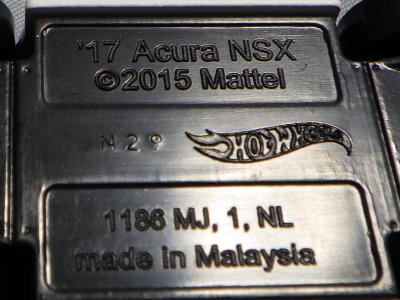 '17 Acura NSX
©2015 Mattel
N29
HOT WHEELS
1186 MJ, 1, NL
made in Malaysia